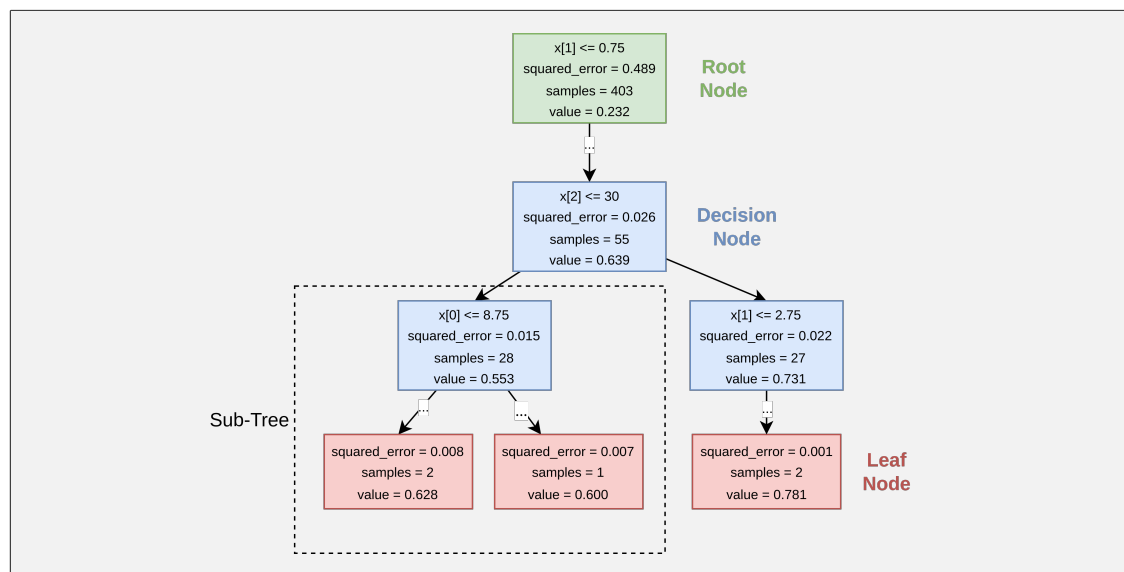 x[1] <= 0.75
squared_error = 0.489
samples = 403
value = 0.232
Root
Node
...
x[2] <= 30
squared_error = 0.026
samples = 55
value = 0.639
Decision
Node
x[0] <= 8.75
squared_error = 0.015
samples = 28
value = 0.553
x[1] <= 2.75
squared_error = 0.022
samples = 27
value = 0.731
...
...
...
Sub-Tree
squared_error = 0.008
samples = 2
value = 0.628
squared_error = 0.007
samples = 1
value = 0.600
squared_error = 0.001
samples = 2
value = 0.781
Leaf
Node